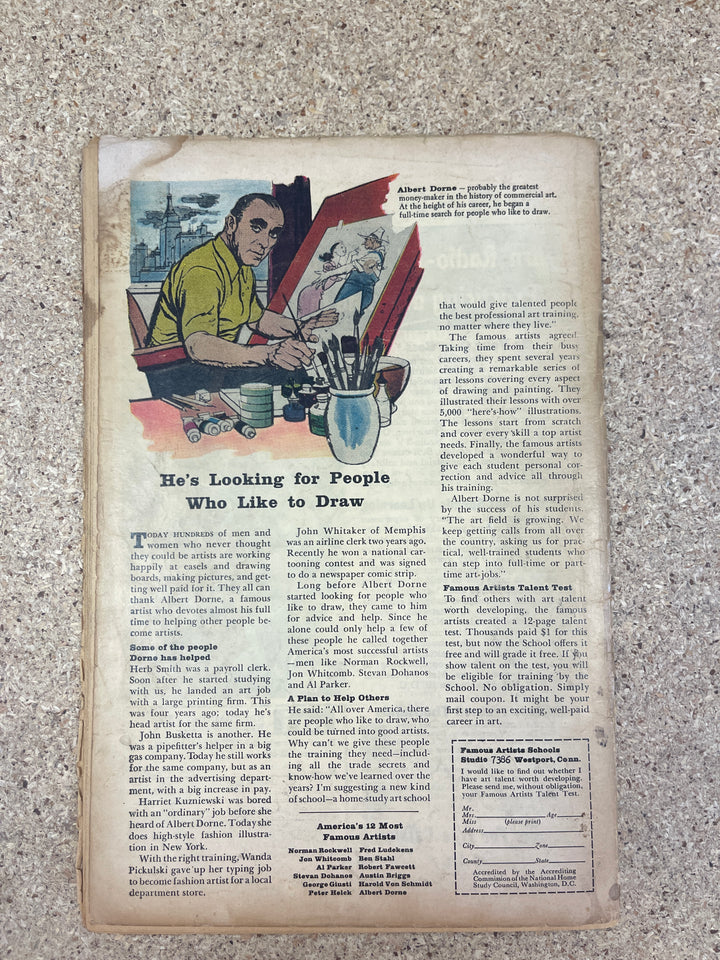 Albert Dorne — probably the greatest
money-maker in the history of commercial art.
At the height of his career, he began a
full-time search for people who like to draw.
He's Looking for People
Who Like to Draw
TODAY HUNDREDS of men and
women who never thought
they could be artists are working
happily at easels and drawing
boards, making pictures, and get-
ting well paid for it. They all can
thank Albert Dorne, a famous
artist who devotes almost his full
time to helping other people be-
come artists.
Some of the people
Dorne has helped
Herb Smith was a payroll clerk.
Soon after he started studying
with us, he landed an art job
with a large printing firm. This
was four years ago; today he's
head artist for the same firm.
John Busketta is another. He
was a pipefitter's helper in a big
gas company. Today he still works
for the same company, but as an
artist in the advertising depart-
ment, with a big increase in pay.
Harriet Kuzniewski was bored
with an "ordinary" job before she
heard of Albert Dorne. Today she
does high-style fashion illustra-
tion in New York.
With the right training, Wanda
Pickulski gave up her typing job
to become fashion artist for a local
department store.
John Whitaker of Memphis
was an airline clerk two years ago.
Recently he won a national car-
tooning contest and was signed
to do a newspaper comic strip.
Long before Albert Dorne
started looking for people who
like to draw, they came to him
for advice and help. Since he
alone could only help a few of
these people he called together
America's most successful artists
—men like Norman Rockwell,
Jon Whitcomb, Stevan Dohanos
and Al Parker.
A Plan to Help Others
He said: "All over America, there
are people who like to draw, who
could be turned into good artists.
Why can't we give these people
the training they need—includ-
ing all the trade secrets and
know-how we've learned over the
years? I'm suggesting a new kind
of school—a home-study art school
America's 12 Most
Famous Artists
Norman Rockwell Fred Ludekens
Jon Whitcomb Ben Stahl
Al Parker Robert Fawcett
Stevan Dohanos Austin Briggs
George Giusti Harold Von Schmidt
Peter Helck Albert Dorne
that would give talented people
the best professional art training,
no matter where they live."
The famous artists agreed.
Taking time from their busy
careers, they spent several years
creating a remarkable series of
art lessons covering every aspect
of drawing and painting. They
illustrated their lessons with over
5,000 "here's-how" illustrations.
The lessons start from scratch
and cover every skill a top artist
needs. Finally, the famous artists
developed a wonderful way to
give each student personal cor-
rection and advice all through
his training.
Albert Dorne is not surprised
by the success of his students.
"The art field is growing. We
keep getting calls from all over
the country, asking us for prac-
tical, well-trained students who
can step into full-time or part-
time art-jobs."
Famous Artists Talent Test
To find others with art talent
worth developing, the famous
artists created a 12-page talent
test. Thousands paid $1 for this
test, but now the School offers it
free and will grade it free. If you
show talent on the test, you will
be eligible for training by the
School. No obligation. Simply
mail coupon. It might be your
first step to an exciting, well-paid
career in art.
Famous Artists Schools
Studio 7386 Westport, Conn.
I would like to find out whether I
have art talent worth developing.
Please send me, without obligation,
your Famous Artists Talent Test.
Mr.
Mrs. Age
Miss (please print)
Address
City Zone
County State
Accredited by the Accrediting
Commission of the National Home
Study Council, Washington, D.C.